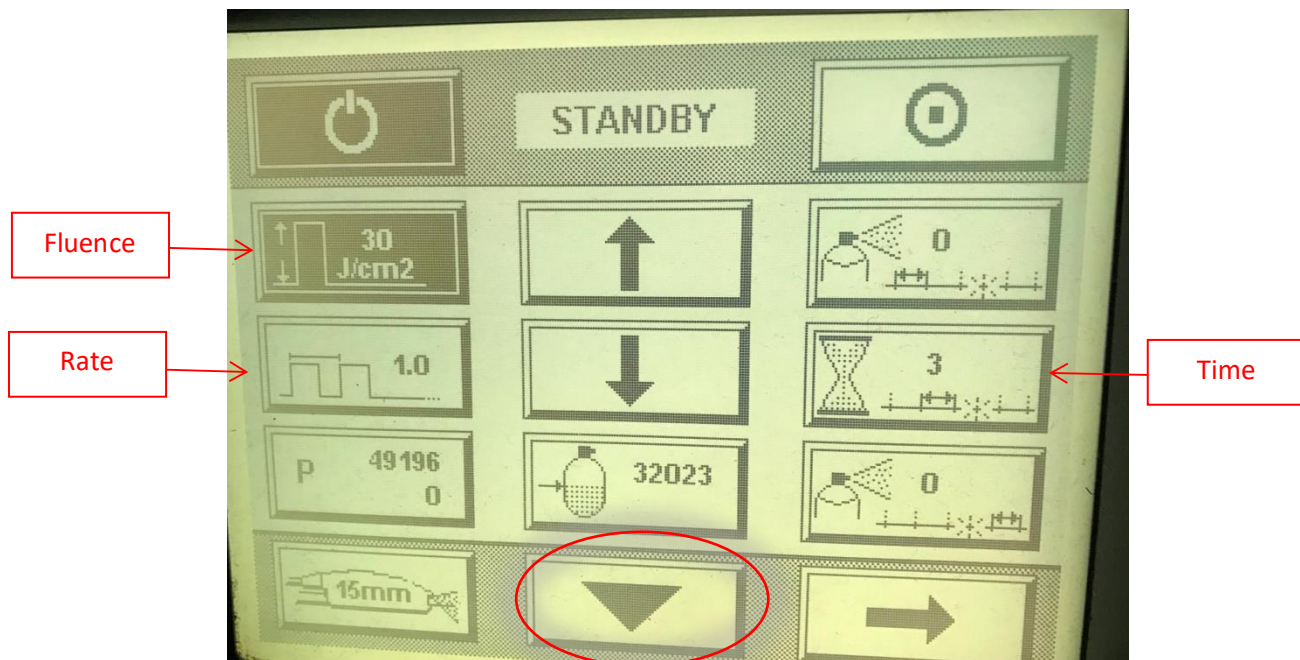 STANDBY
Fluence
30
J/cm2
0
Rate
1.0
3
Time
P
49196
0
32023
0
15mm